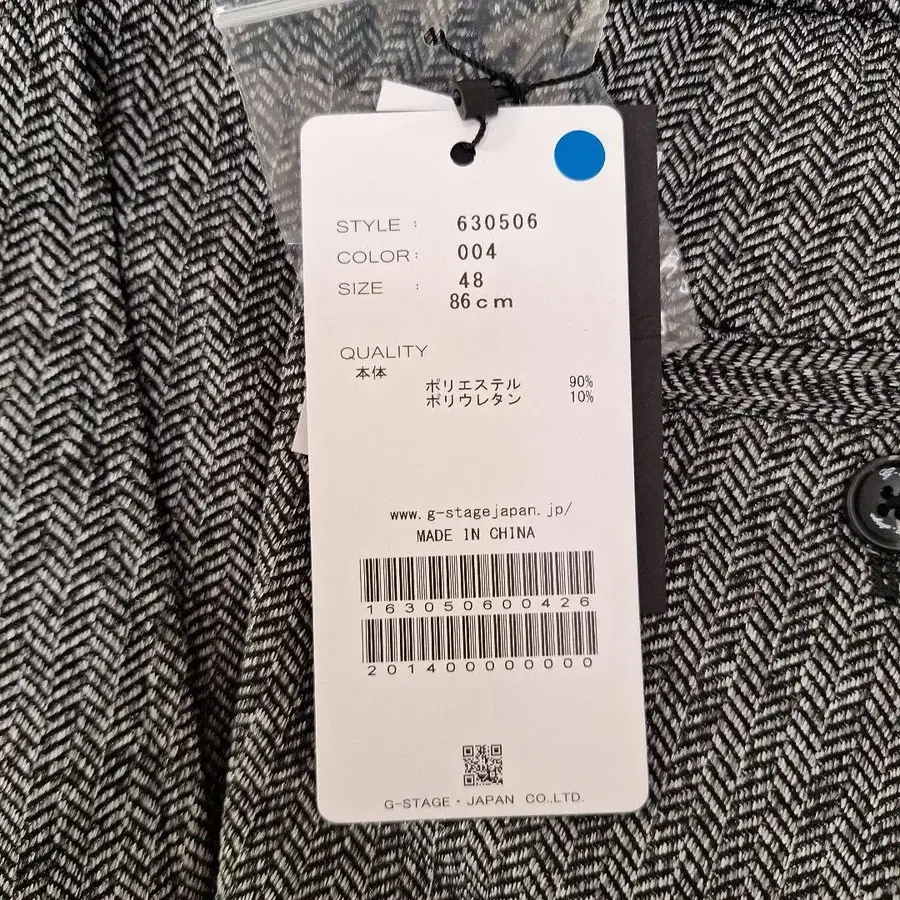 STYLE : 630506
COLOR: 004
SIZE : 48
86cm
QUALITY
本体
ポリエステル 90%
ポリウレタン 10%
www.g-stagejapan.jp/
MADE IN CHINA
163050600426
2014000000000
G-STAGE・JAPAN CO.,LTD.